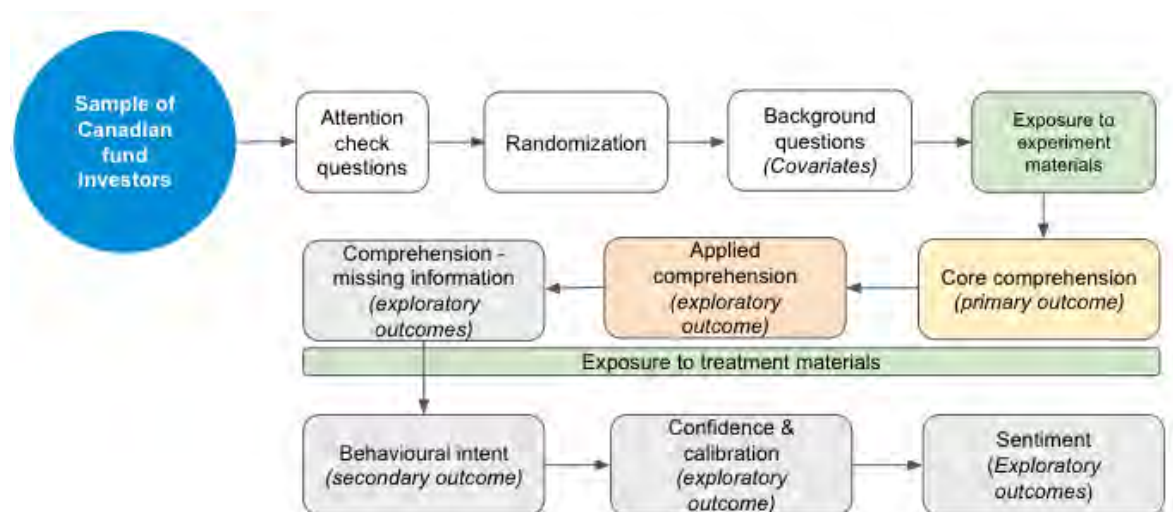 Sample of
Canadian
fund
Investors
Attention
check
questions
Randomization
Background
questions
(Covariates)
Exposure to
experiment
materials
Core comprehension
(primary outcome)
Applied
comprehension
(exploratory
outcome)
Comprehension -
missing information
(exploratory
outcomes)
Exposure to treatment materials
Behavioural intent
(secondary outcome)
Confidence &
calibration
(exploratory
outcome)
Sentiment
(Exploratory
outcomes)